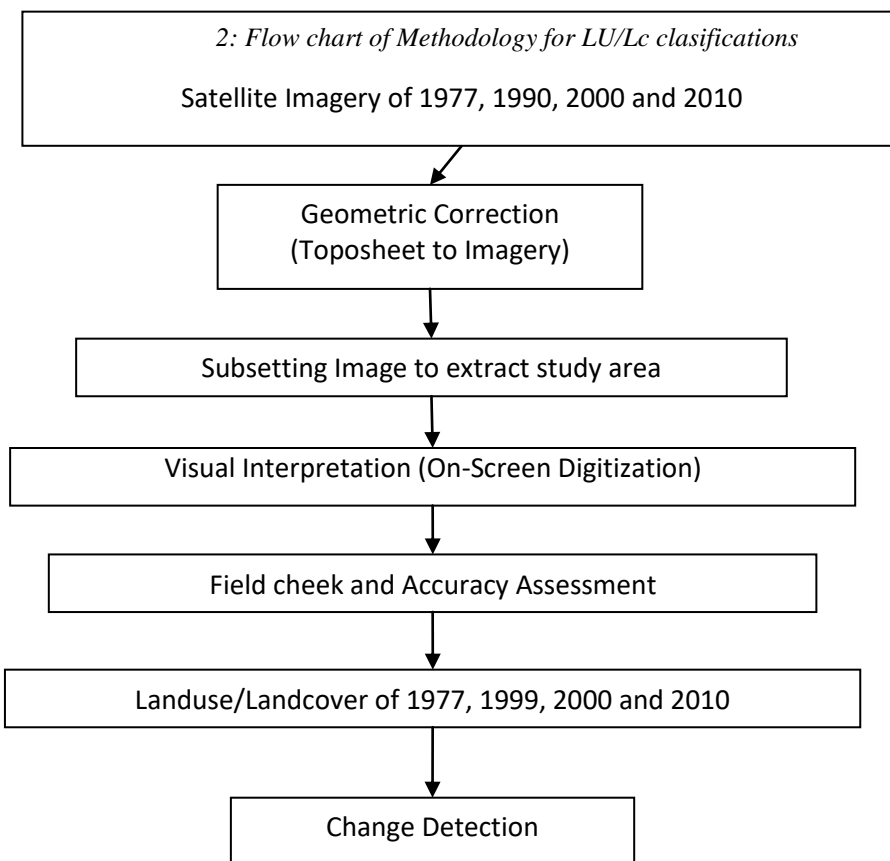 2: Flow chart of Methodology for LU/Lc clasifications
Satellite Imagery of 1977, 1990, 2000 and 2010
Geometric Correction
(Toposheet to Imagery)
Subsetting Image to extract study area
Visual Interpretation (On-Screen Digitization)
Field cheek and Accuracy Assessment
Landuse/Landcover of 1977, 1999, 2000 and 2010
Change Detection